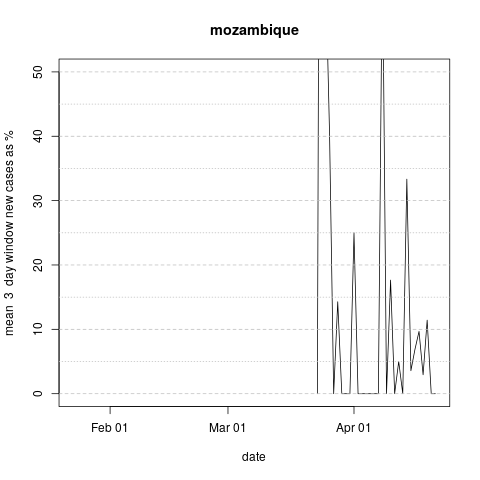 mozambique
mean 3 day window new cases as %
50
40
30
20
10
0
Feb 01
Mar 01
Apr 01
date